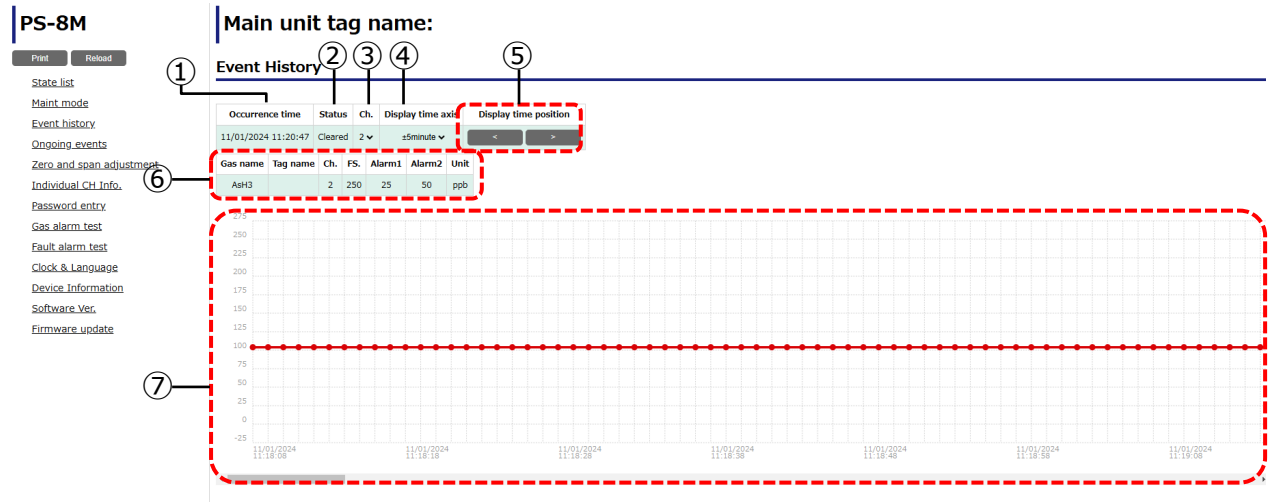 PS-8M
Print Reload
State list
Maint mode
Event history
Ongoing events
Zero and span adjustment
Individual CH Info.
Password entry
Gas alarm test
Fault alarm test
Clock & Language
Device Information
Software Ver.
Firmware update
Main unit tag name:
Event History
① ② ③ ④ ⑤
Occurrence time Status Ch. Display time axis Display time position
11/01/2024 11:20:47 Cleared 2 ±5minute < >
⑥
Gas name Tag name Ch. FS. Alarm1 Alarm2 Unit
AsH3 2 250 25 50 ppb
⑦
275
250
225
200
175
150
125
100
75
50
25
0
-25
11/01/2024 11/01/2024 11/01/2024 11/01/2024 11/01/2024 11/01/2024 11/01/2024
11:18:08 11:18:18 11:18:28 11:18:38 11:18:48 11:18:58 11:19:08